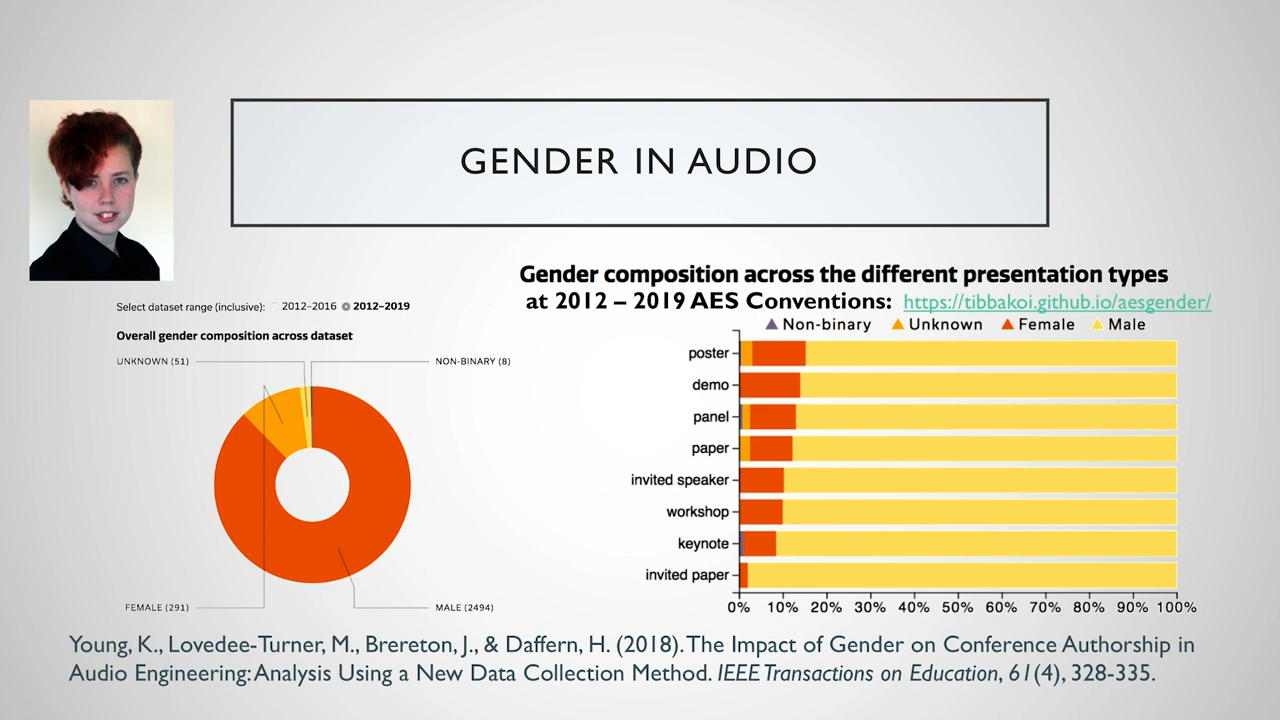 GENDER IN AUDIO
Gender composition across the different presentation types
at 2012 – 2019 AES Conventions: https://tibbakoi.github.io/aesgender/
Select dataset range (inclusive): 2012–2016 2012–2019
Overall gender composition across dataset
UNKNOWN (51)
NON-BINARY (8)
FEMALE (291)
MALE (2494)
Non-binary Unknown Female Male
poster
demo
panel
paper
invited speaker
workshop
keynote
invited paper
0% 10% 20% 30% 40% 50% 60% 70% 80% 90% 100%
Young, K., Lovedee-Turner, M., Brereton, J., & Daffern, H. (2018). The Impact of Gender on Conference Authorship in
Audio Engineering: Analysis Using a New Data Collection Method. IEEE Transactions on Education, 61(4), 328-335.